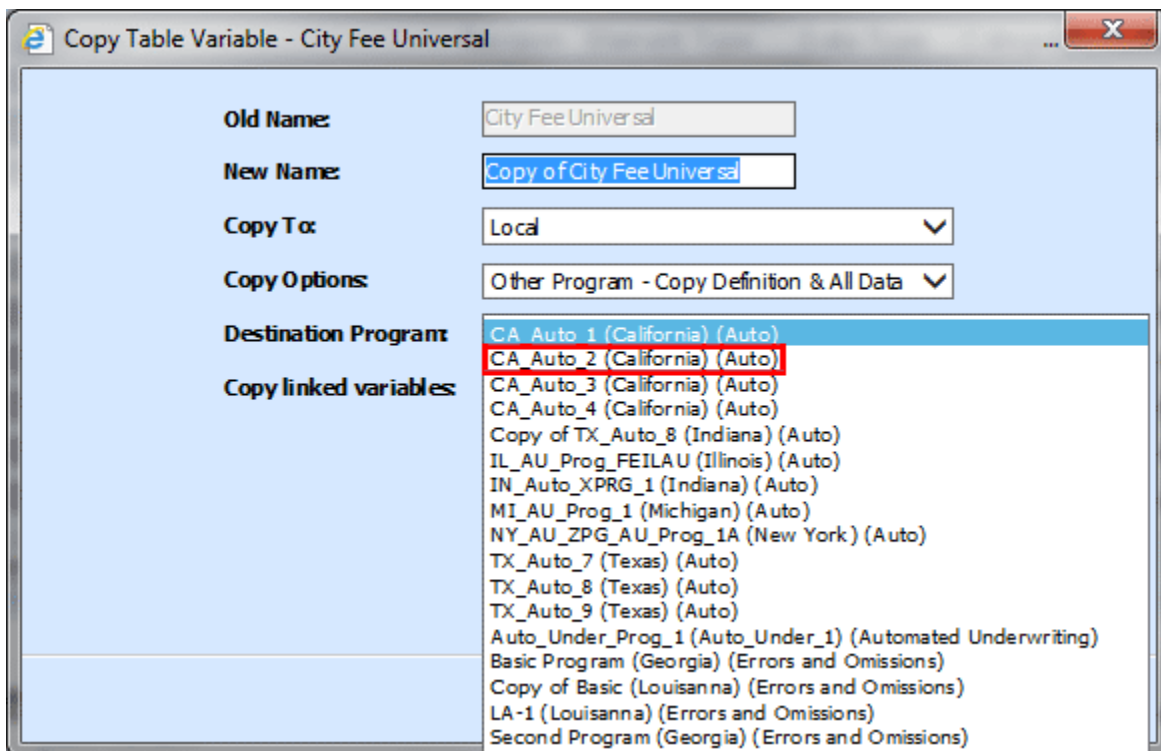 Copy Table Variable - City Fee Universal ...
Old Name: City Fee Universal
New Name: Copy of City Fee Universal
Copy To: Local
Copy Options: Other Program - Copy Definition & All Data
Destination Program: CA_Auto_1 (California) (Auto)
CA_Auto_2 (California) (Auto)
Copy linked variables: CA_Auto_3 (California) (Auto)
CA_Auto_4 (California) (Auto)
Copy of TX_Auto_8 (Indiana) (Auto)
IL_AU_Prog_FEILAU (Illinois) (Auto)
IN_Auto_XPRG_1 (Indiana) (Auto)
MI_AU_Prog_1 (Michigan) (Auto)
NY_AU_ZPG_AU_Prog_1A (New York) (Auto)
TX_Auto_7 (Texas) (Auto)
TX_Auto_8 (Texas) (Auto)
TX_Auto_9 (Texas) (Auto)
Auto_Under_Prog_1 (Auto_Under_1) (Automated Underwriting)
Basic Program (Georgia) (Errors and Omissions)
Copy of Basic (Louisanna) (Errors and Omissions)
LA-1 (Louisanna) (Errors and Omissions)
Second Program (Georgia) (Errors and Omissions)